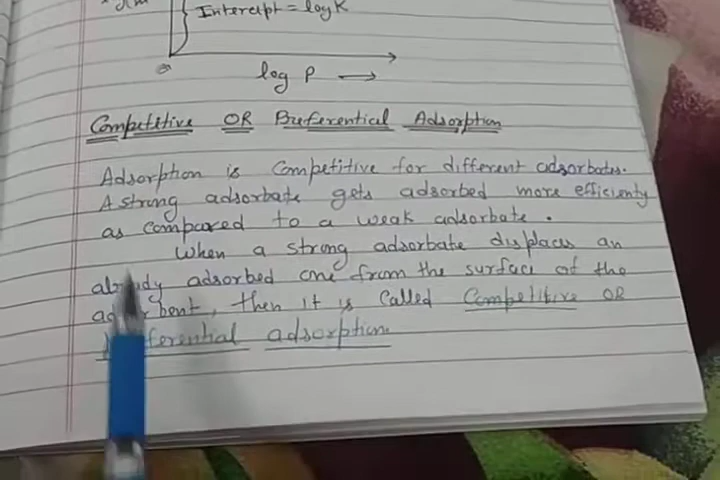 Intercept = log K
0
log P →
Competitive OR Preferential Adsorption
Adsorption is Competitive for different adsorbates.
A strong adsorbate gets adsorbed more efficienty
as compared to a weak adsorbate.
When a strong adsorbate displaces an
already adsorbed one from the surface of the
adsorbent, then it is called Competitive OR
adsorption